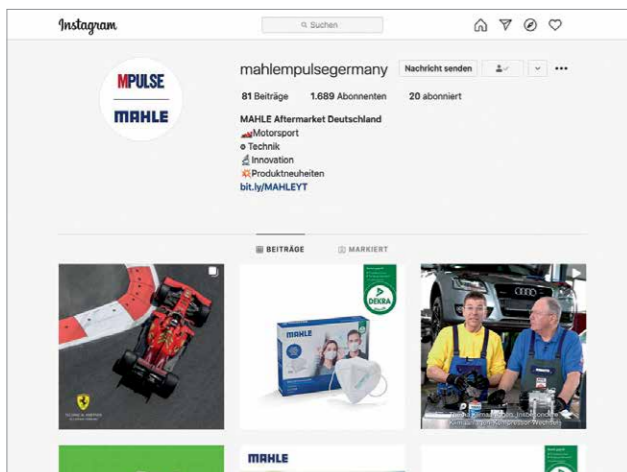 Instagram
Suchen
MPULSE
MAHLE
mahlempulsegermany
Nachricht senden
81 Beiträge 1.689 Abonnenten 20 abonniert
MAHLE Aftermarket Deutschland
Motorsport
Technik
Innovation
Produktneuheiten
bit.ly/MAHLEYT
BEITRÄGE MARKIERT
DEKRA
MAHLE
MAHLE